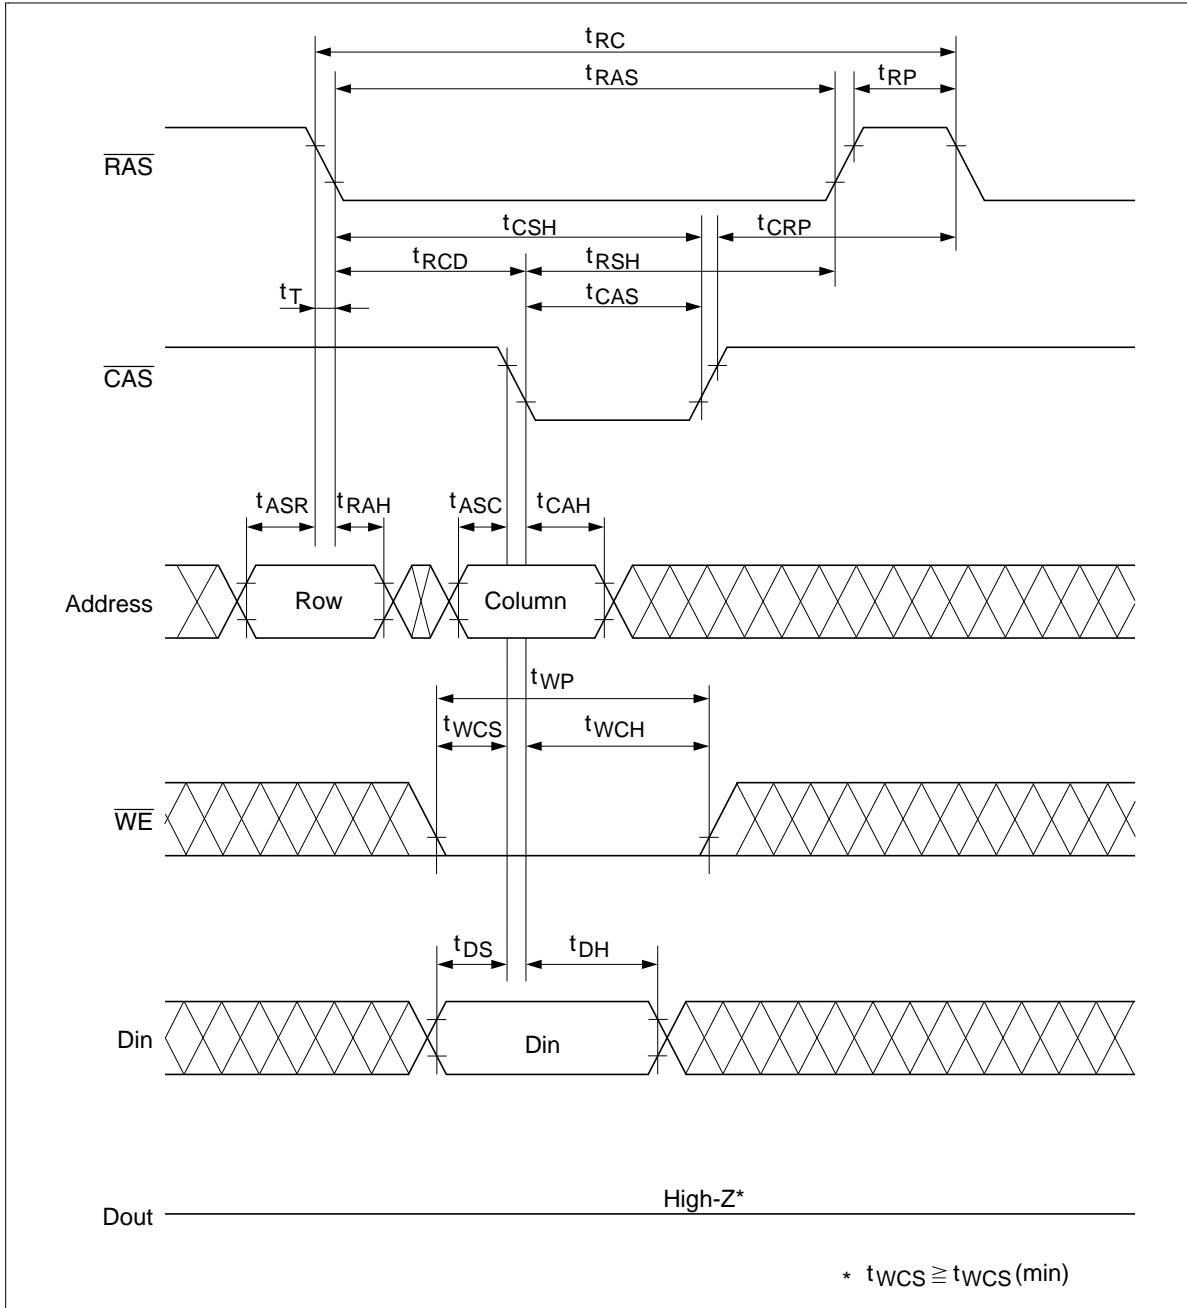 tRC
tRAS
tRP
RAS
tCSH
tCRP
tRCD
tRSH
tT
tCAS
CAS
tASR
tRAH
tASC
tCAH
Address
Row
Column
tWP
tWCS
tWCH
WE
tDS
tDH
Din
Din
High-Z*
Dout
* tWCS ≧ tWCS(min)